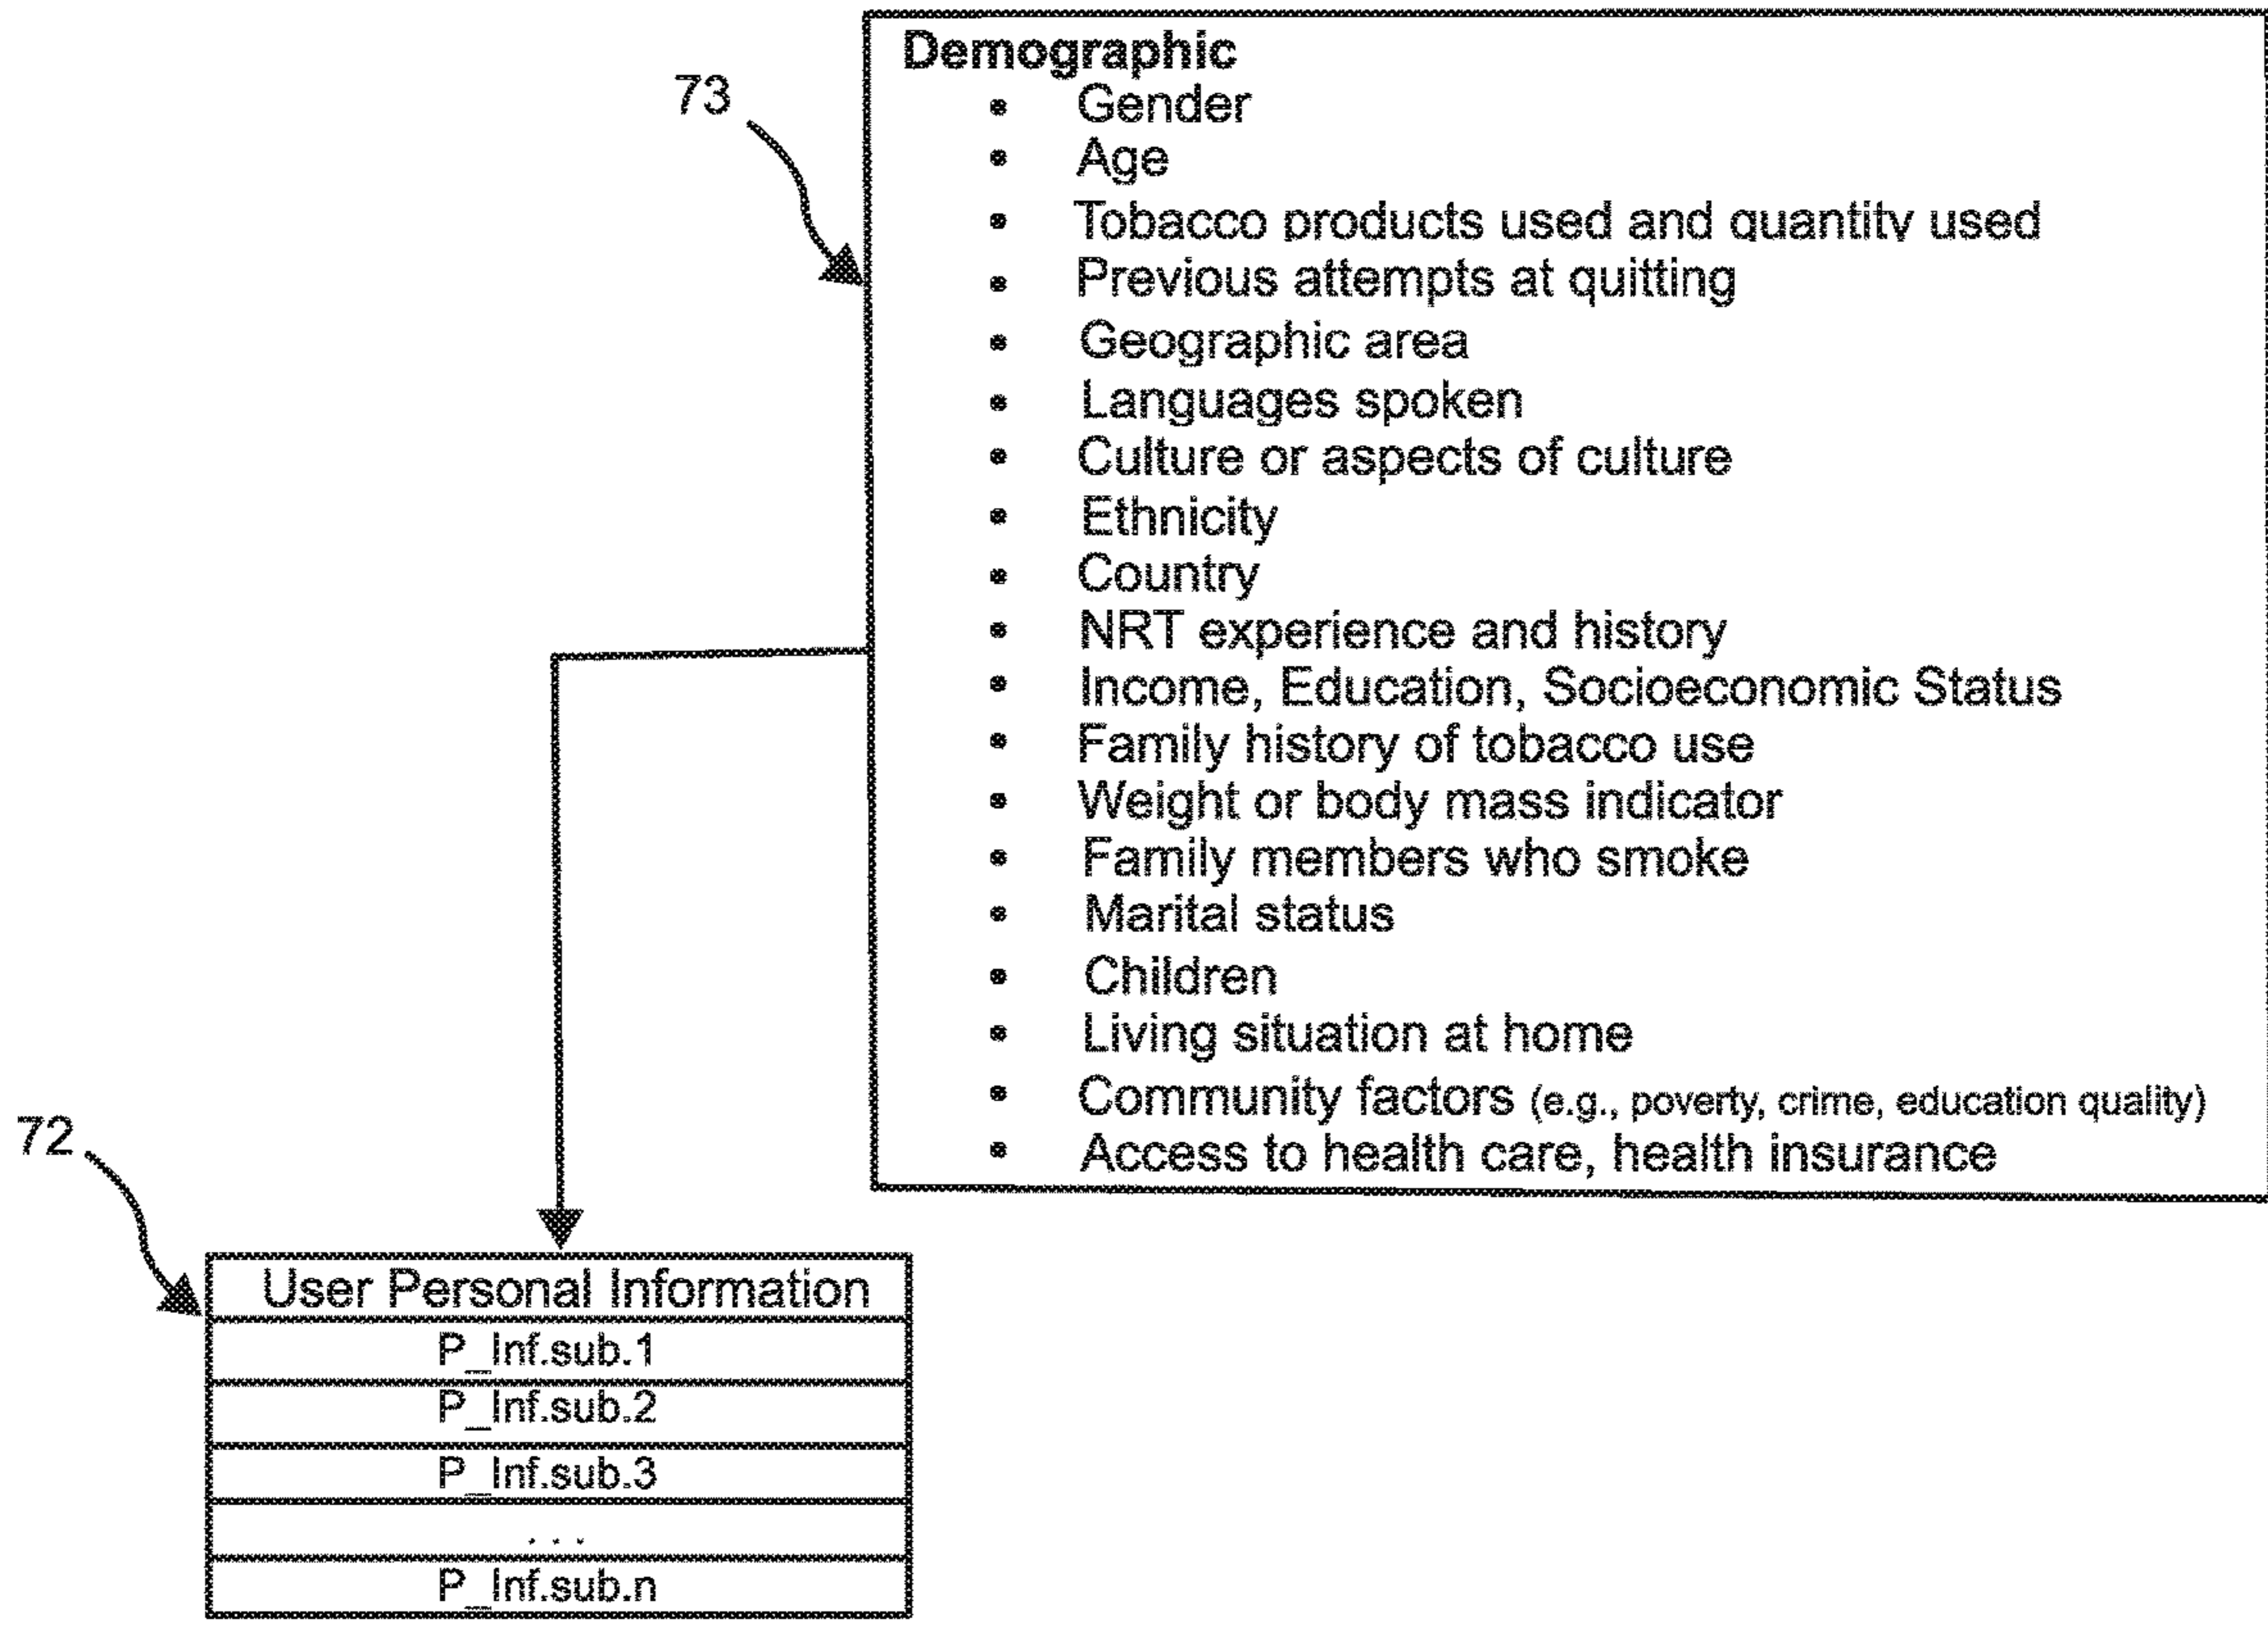 Demographic
73
• Gender
• Age
• Tobacco products used and quantity used
• Previous attempts at quitting
• Geographic area
• Languages spoken
• Culture or aspects of culture
• Ethnicity
• Country
• NRT experience and history
• Income, Education, Socioeconomic Status
• Family history of tobacco use
• Weight or body mass indicator
• Family members who smoke
• Marital status
• Children
• Living situation at home
• Community factors (e.g., poverty, crime, education quality)
• Access to health care, health insurance
72
User Personal Information
P_Inf.sub.1
P_Inf.sub.2
P_Inf.sub.3
. . .
P_Inf.sub.n